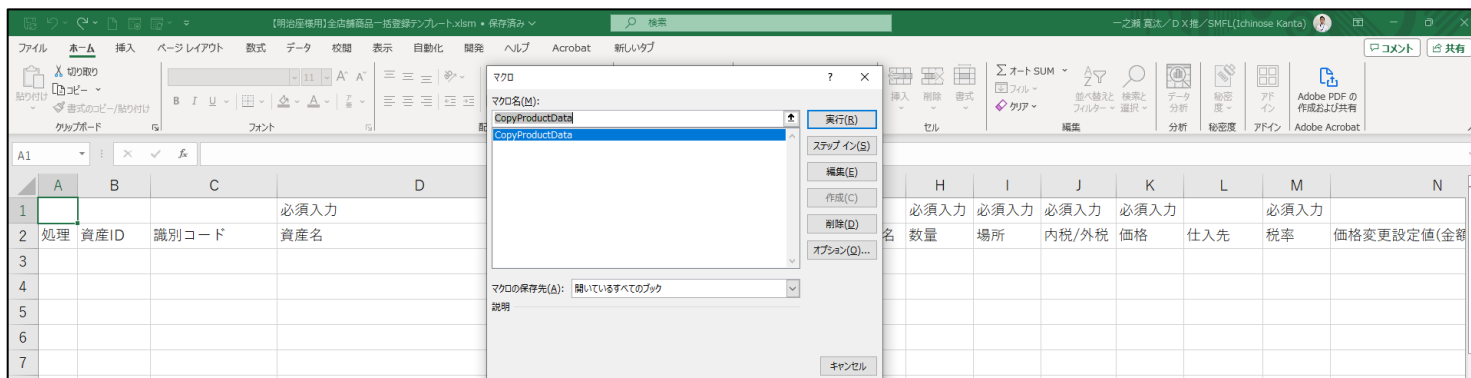 【明治座様用】全店舗商品一括登録テンプレート.xlsm • 保存済み
検索
一之瀬 寛汰／ＤＸ推／SMFL(Ichinose Kanta)
ファイル ホーム 挿入 ページ レイアウト 数式 データ 校閲 表示 自動化 開発 ヘルプ Acrobat 新しいタブ
コメント 共有
貼り付け
切り取り
コピー
書式のコピー/貼り付け
クリップボード
11
B I U
フォント
マクロ ? ×
マクロ名(M):
CopyProductData
CopyProductData
実行(R)
ステップ イン(S)
編集(E)
作成(C)
削除(D)
オプション(O)...
マクロの保存先(A): 開いているすべてのブック
説明
キャンセル
挿入 削除 書式
セル
オート SUM
フィル
クリア
並べ替えと フィルター
検索と 選択
編集
データ 分析
分析
秘密度
秘密度
アドイン
アドイン
Adobe PDF の 作成および共有
Adobe Acrobat
A1 fx
A B C D H I J K L M N
1 必須入力 必須入力 必須入力 必須入力 必須入力 必須入力
2 処理 資産ID 識別コード 資産名 名 数量 場所 内税/外税 価格 仕入先 税率 価格変更設定値(金額
3
4
5
6
7